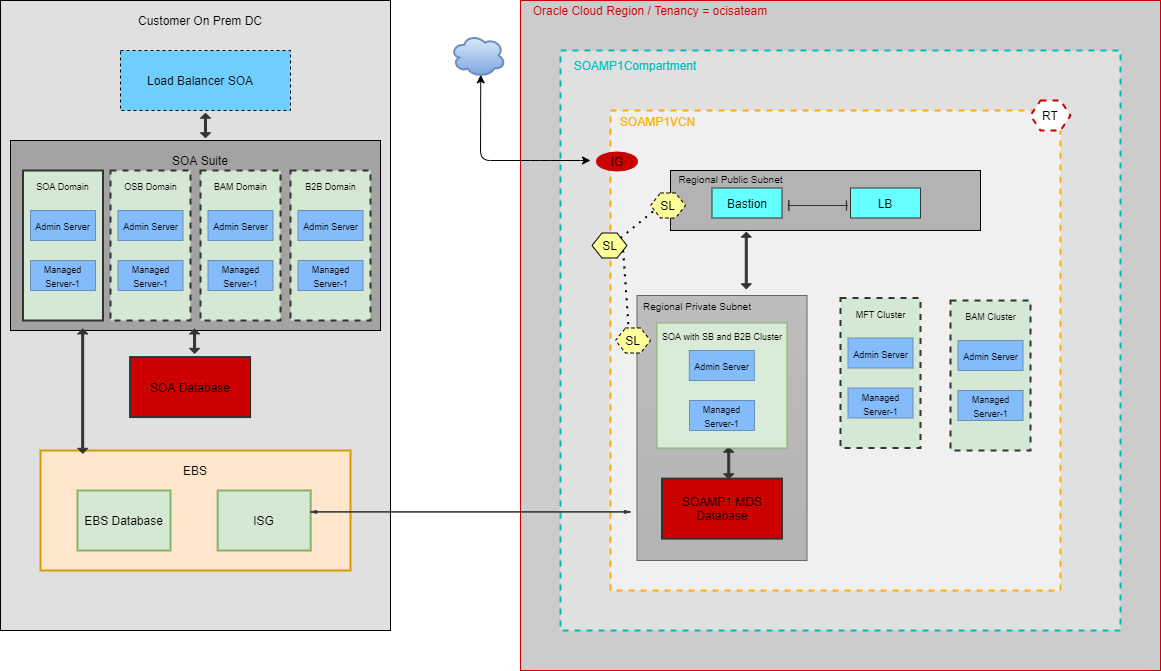 Customer On Prem DC
Load Balancer SOA
SOA Suite
SOA Domain
Admin Server
Managed
Server-1
OSB Domain
Admin Server
Managed
Server-1
BAM Domain
Admin Server
Managed
Server-1
B2B Domain
Admin Server
Managed
Server-1
SOA Database
EBS
EBS Database
ISG
Oracle Cloud Region / Tenancy = ocisateam
SOAMP1Compartment
SOAMP1VCN
RT
IG
Regional Public Subnet
SL
Bastion
LB
SL
Regional Private Subnet
SL
SOA with SB and B2B Cluster
Admin Server
Managed
Server-1
SOAMP1 MDS
Database
MFT Cluster
Admin Server
Managed
Server-1
BAM Cluster
Admin Server
Managed
Server-1